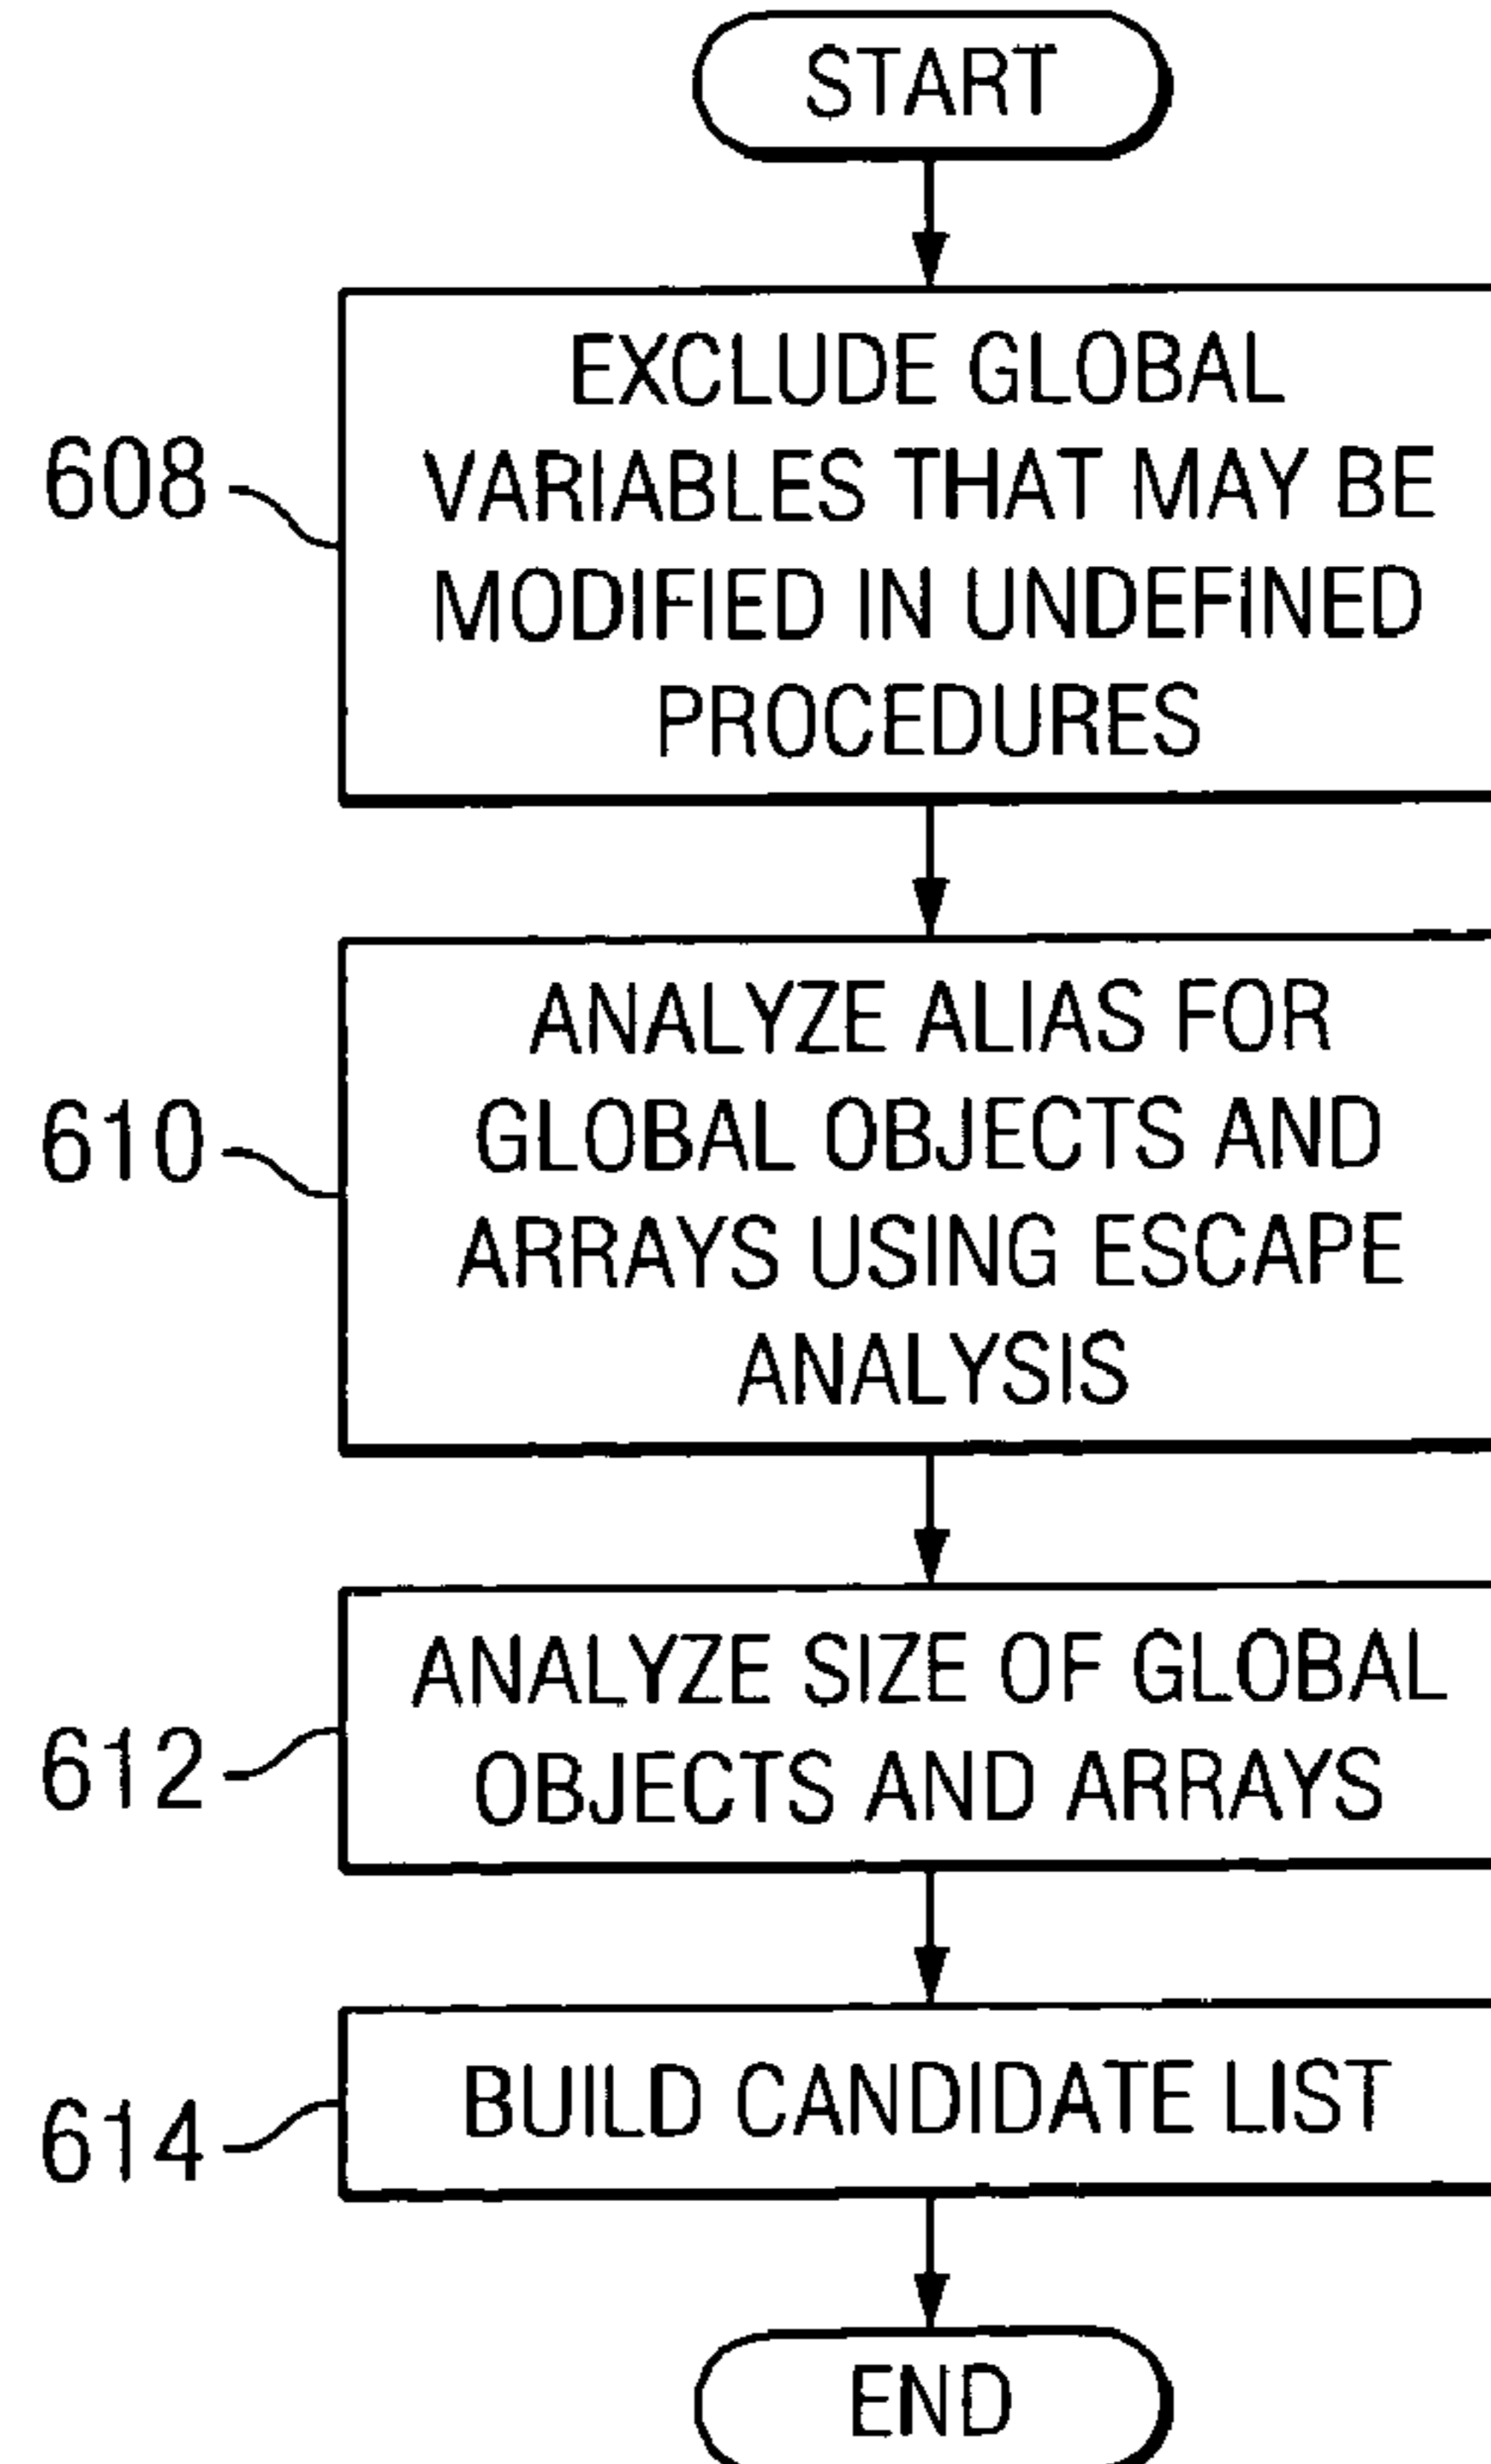 START
EXCLUDE GLOBAL
VARIABLES THAT MAY BE
MODIFIED IN UNDEFINED
PROCEDURES
608
ANALYZE ALIAS FOR
GLOBAL OBJECTS AND
ARRAYS USING ESCAPE
ANALYSIS
610
ANALYZE SIZE OF GLOBAL
OBJECTS AND ARRAYS
612
BUILD CANDIDATE LIST
614
END